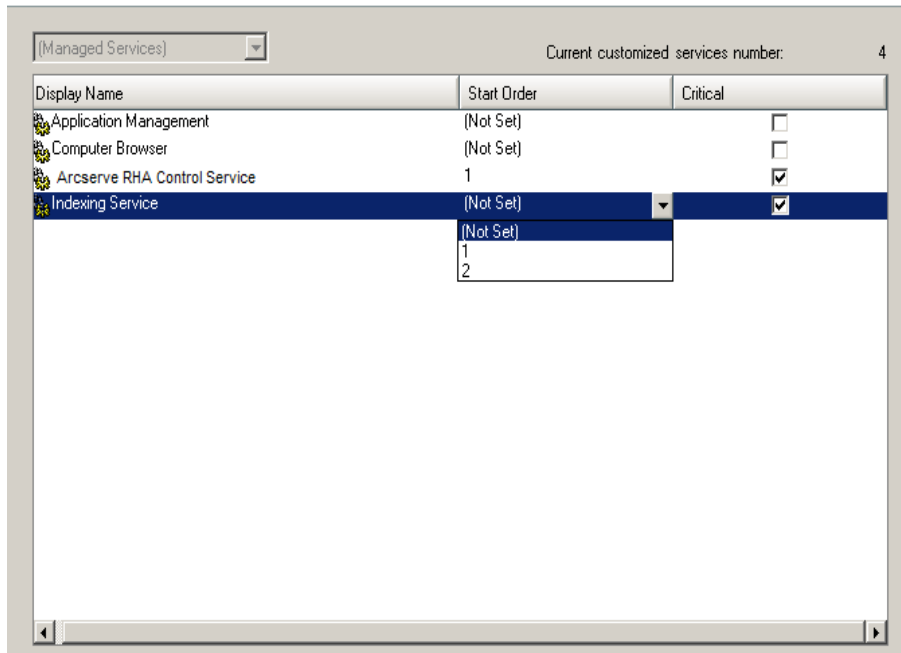 (Managed Services) Current customized services number: 4
Display Name Start Order Critical
Application Management (Not Set)
Computer Browser (Not Set)
Arcserve RHA Control Service 1
Indexing Service (Not Set)
(Not Set)
1
2